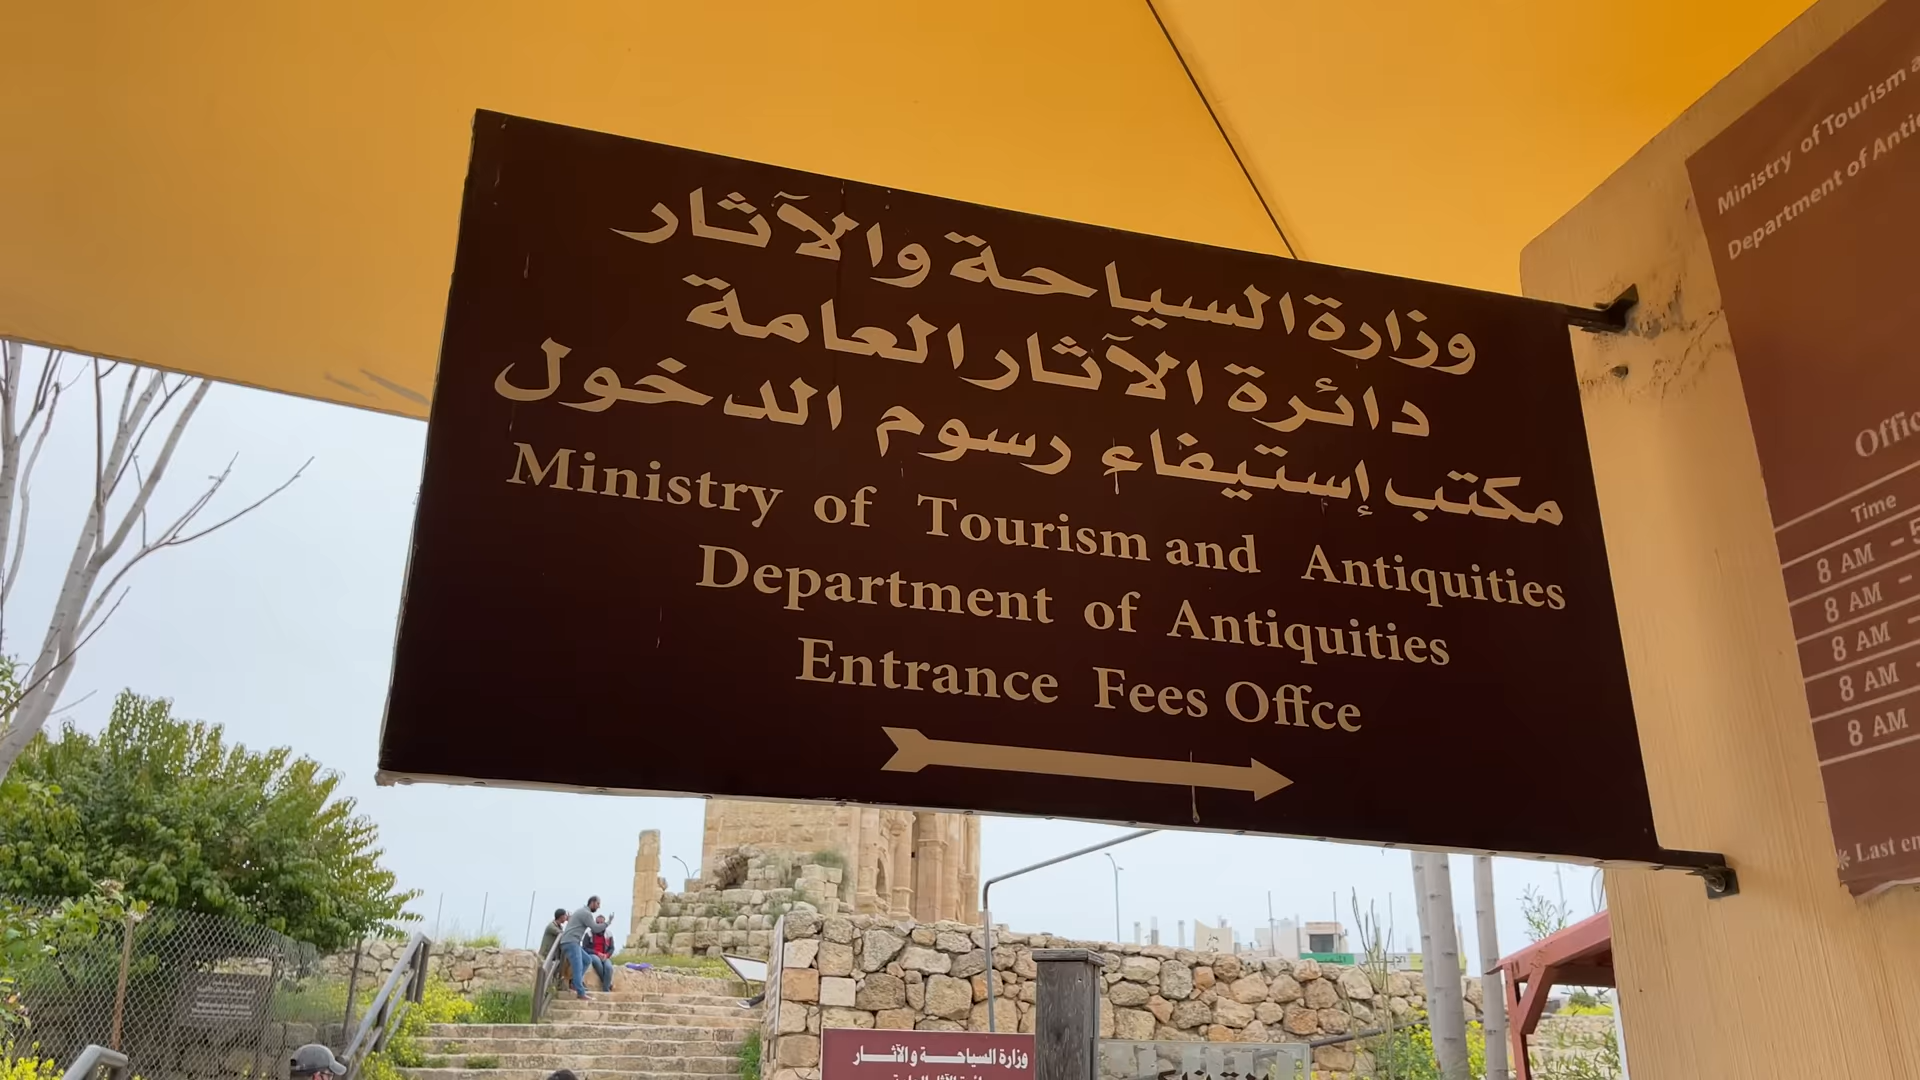 وزارة السياحة والآثار
دائرة الآثار العامة
مكتب إستيفاء رسوم الدخول
Ministry of Tourism and Antiquities
Department of Antiquities
Entrance Fees Offce
Ministry of Tourism
Department of
Time
8 AM -
8 AM -
8 AM -
8 AM
8 AM
* Last
وزارة السياحة والآثار